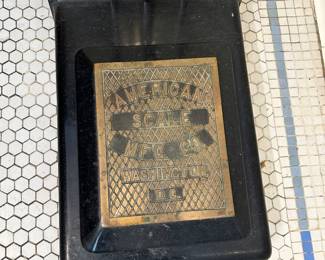 AMERICAN
SCALE
MFG. CO.
WASHINGTON,
D.C.